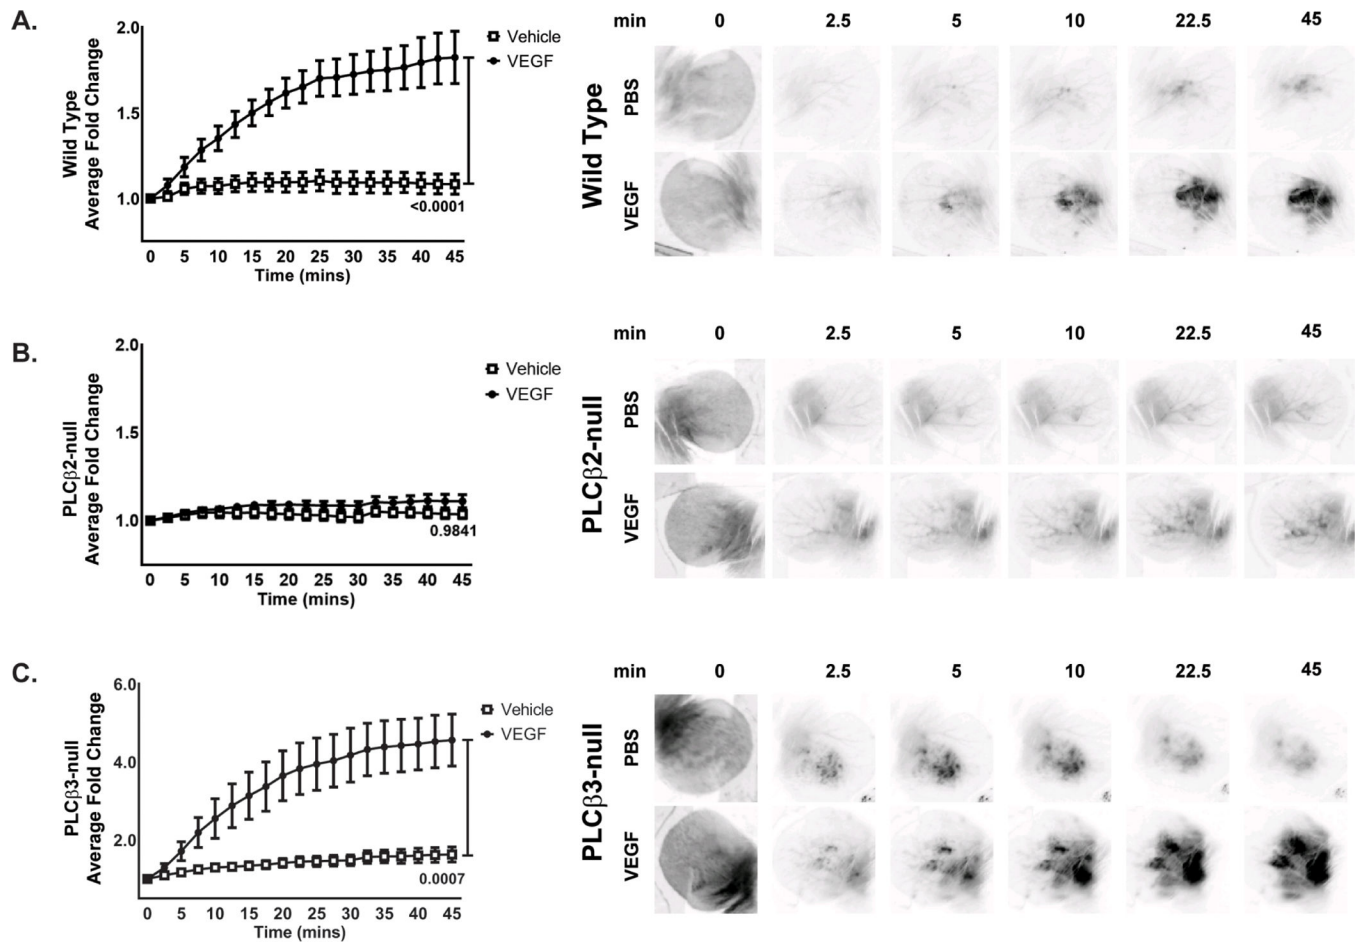 A.
Wild Type
Average Fold Change
2.0
1.5
1.0
Vehicle
VEGF
<0.0001
0 5 10 15 20 25 30 35 40 45
Time (mins)
Wild Type
min 0 2.5 5 10 22.5 45
PBS
VEGF
B.
PLCβ2-null
Average Fold Change
2.0
1.5
1.0
Vehicle
VEGF
0.9841
0 5 10 15 20 25 30 35 40 45
Time (mins)
PLCβ2-null
min 0 2.5 5 10 22.5 45
PBS
VEGF
C.
PLCβ3-null
Average Fold Change
6.0
4.0
2.0
Vehicle
VEGF
0.0007
0 5 10 15 20 25 30 35 40 45
Time (mins)
PLCβ3-null
min 0 2.5 5 10 22.5 45
PBS
VEGF